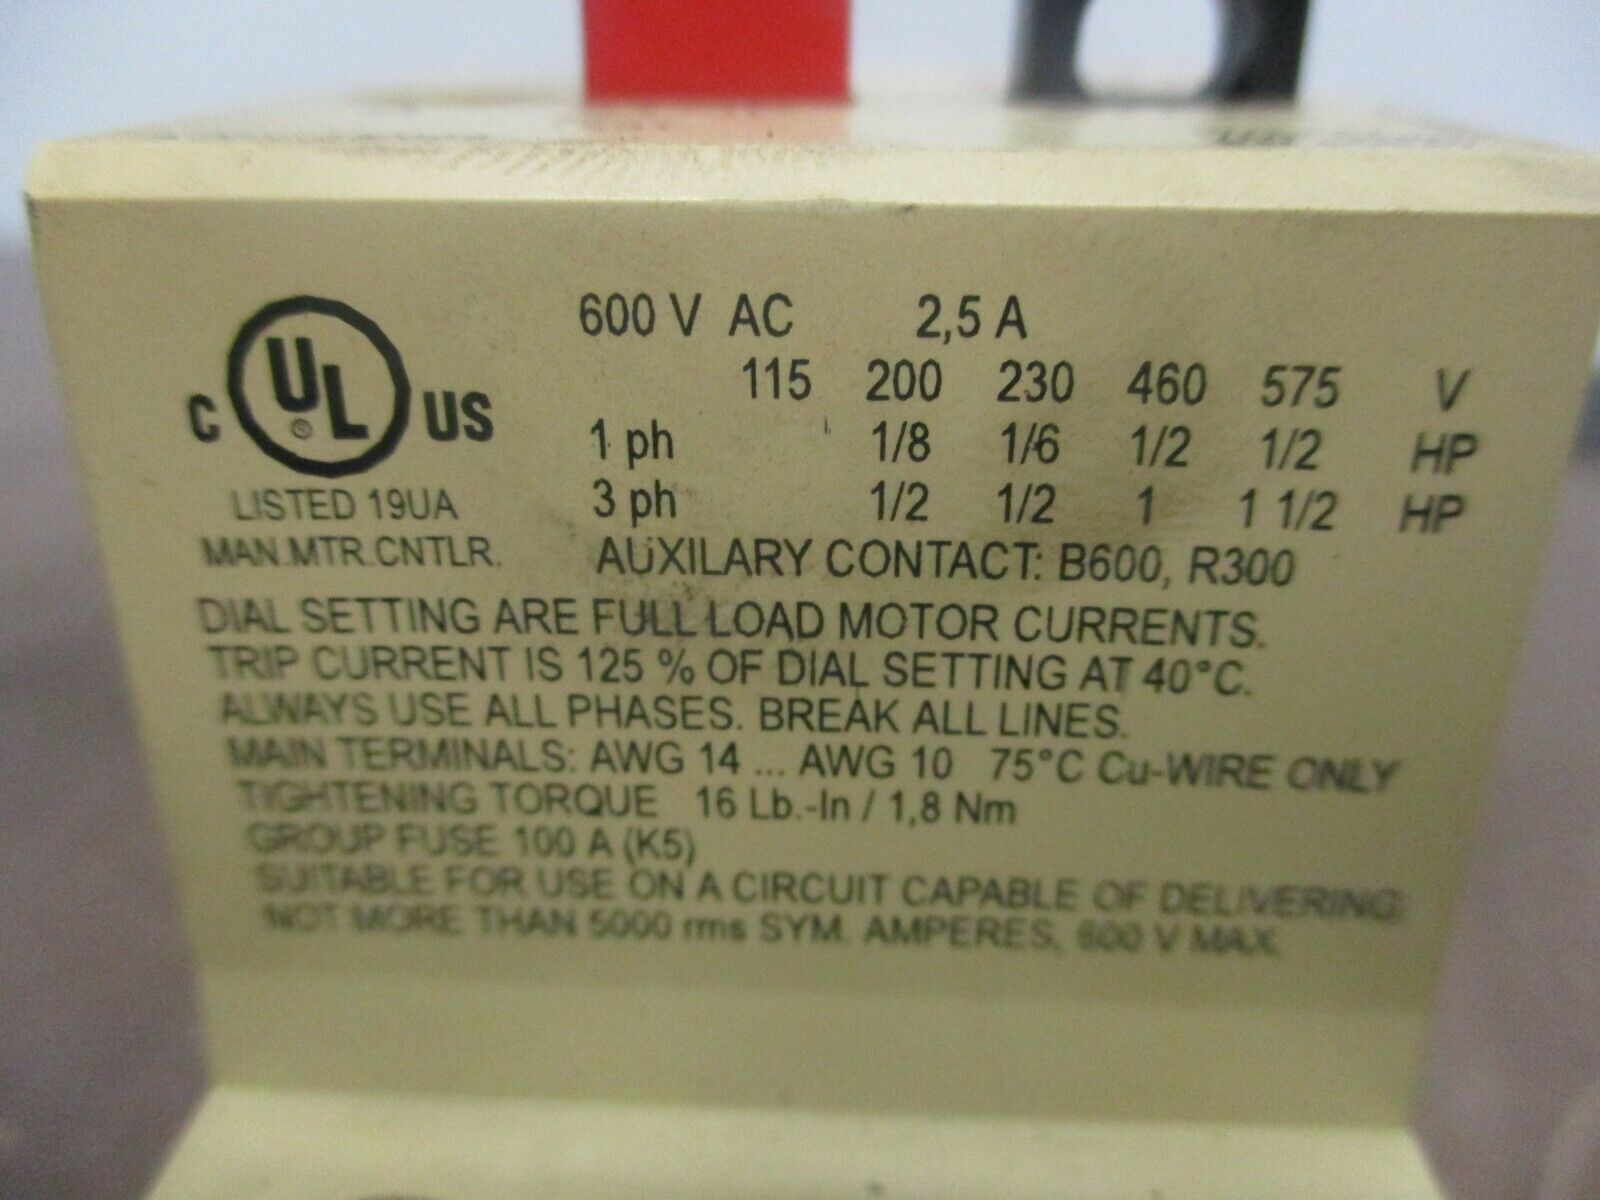 600 V AC 2,5 A
115 200 230 460 575 V
C UL US
1 ph 1/8 1/6 1/2 1/2 HP
LISTED 19UA
3 ph 1/2 1/2 1 1 1/2 HP
MAN.MTR.CNTLR.
AUXILARY CONTACT: B600, R300
DIAL SETTING ARE FULL LOAD MOTOR CURRENTS.
TRIP CURRENT IS 125 % OF DIAL SETTING AT 40°C.
ALWAYS USE ALL PHASES. BREAK ALL LINES.
MAIN TERMINALS: AWG 14 ... AWG 10 75°C Cu-WIRE ONLY
TIGHTENING TORQUE 16 Lb.-In / 1,8 Nm
GROUP FUSE 100 A (K5)
SUITABLE FOR USE ON A CIRCUIT CAPABLE OF DELIVERING
NOT MORE THAN 5000 rms SYM. AMPERES, 600 V MAX.